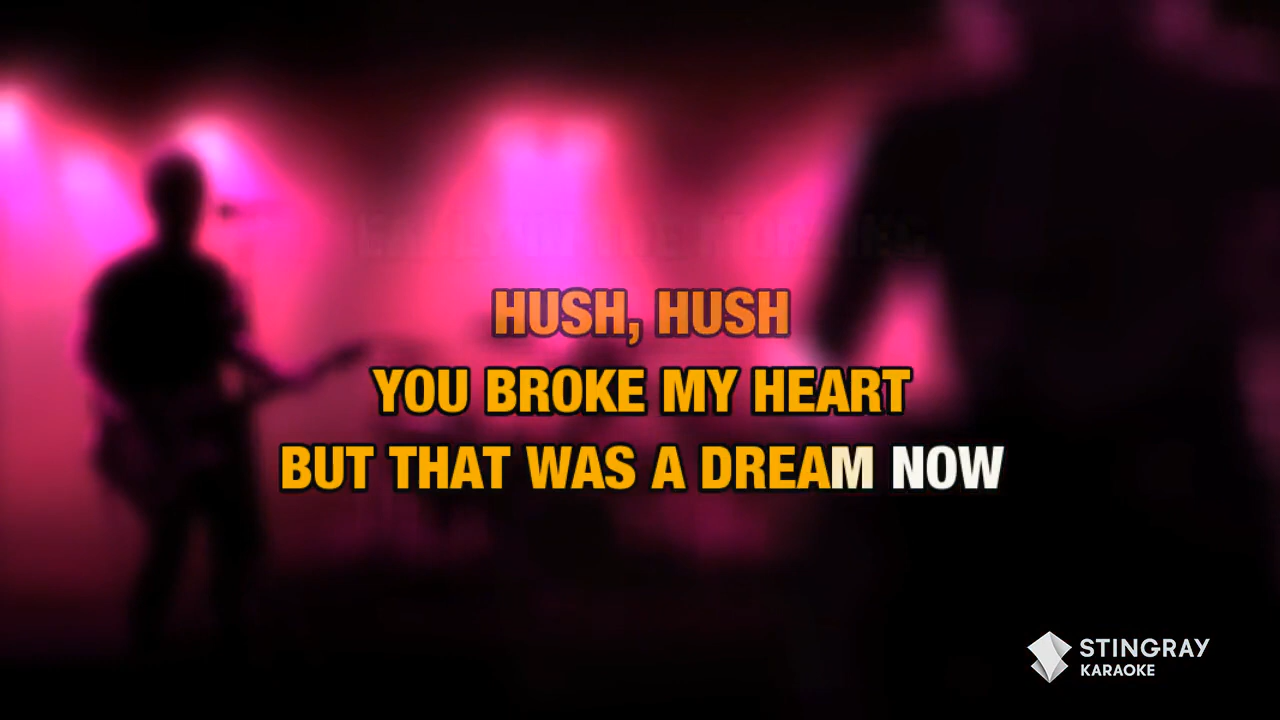 HUSH, HUSH
YOU BROKE MY HEART
BUT THAT WAS A DREAM NOW
STINGRAY
KARAOKE